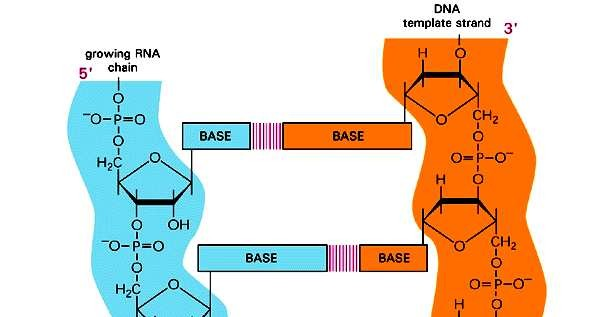 DNA
template strand
3′
growing RNA
chain
5′
H
O
O
−O–P=O
O
H₂C
O
BASE
BASE
O
CH₂
O
O=P–O−
O
H
O
OH
−O–P=O
O
H₂C
O
BASE
BASE
O
CH₂
O
O=P–O−
H
O